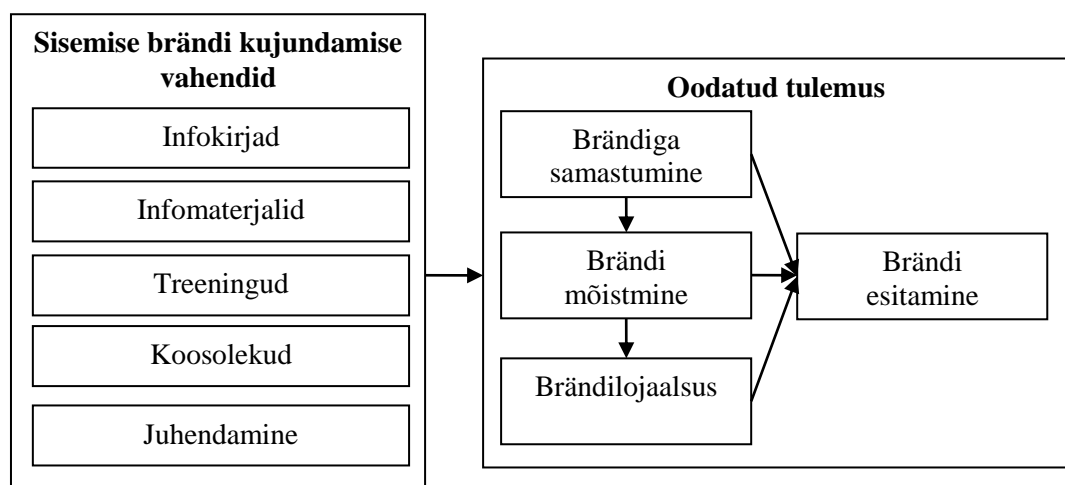 Sisemise brändi kujundamise
vahendid
Infokirjad
Infomaterjalid
Treeningud
Koosolekud
Juhendamine
Oodatud tulemus
Brändiga
samastumine
Brändi
mõistmine
Brändilojaalsus
Brändi
esitamine